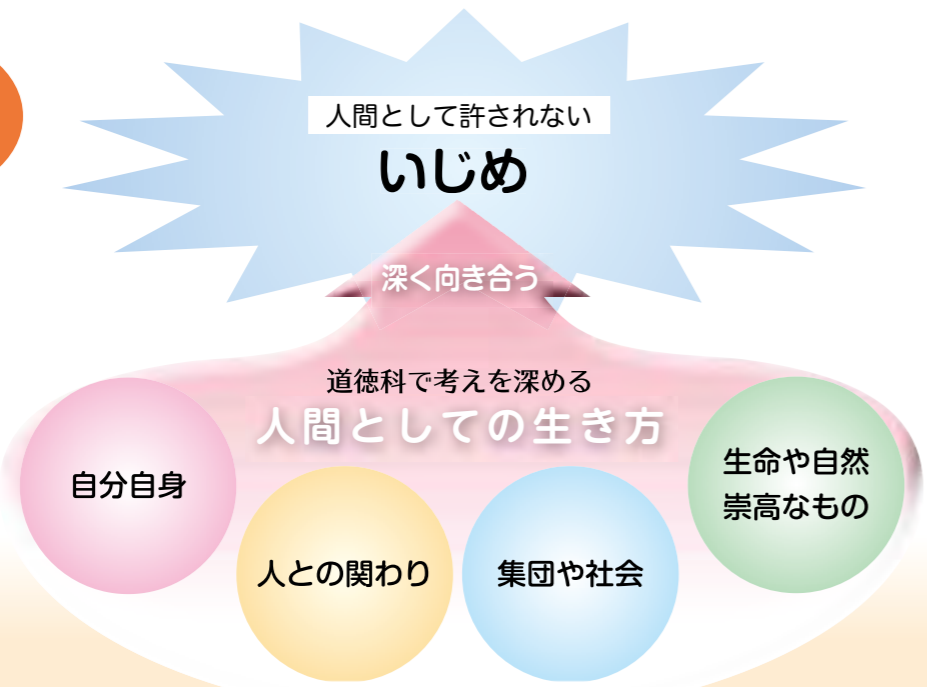 人間として許されない
いじめ
深く向き合う
道徳科で考えを深める
人間としての生き方
自分自身
人との関わり
集団や社会
生命や自然
崇高なもの